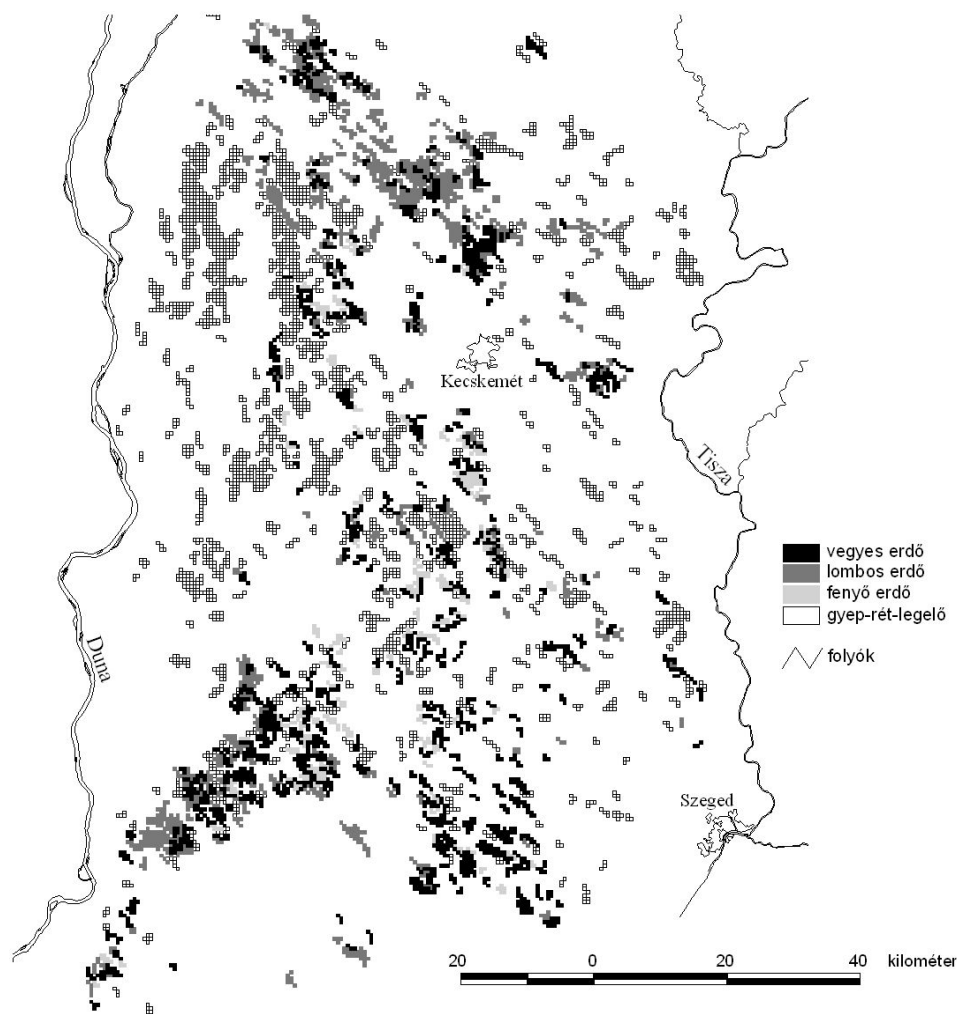 Kecskemét
Tisza
vegyes erdő
lombos erdő
fenyő erdő
gyep-rét-legelő
folyók
Duna
Szeged
20 0 20 40 kilométer